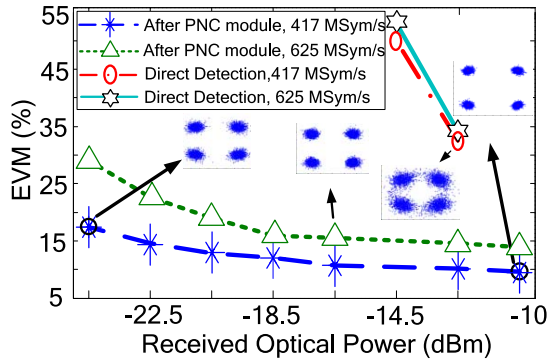 55
45
35
25
15
5
EVM (%)
After PNC module, 417 MSym/s
After PNC module, 625 MSym/s
Direct Detection,417 MSym/s
Direct Detection, 625 MSym/s
-22.5
-18.5
-14.5
-10
Received Optical Power (dBm)